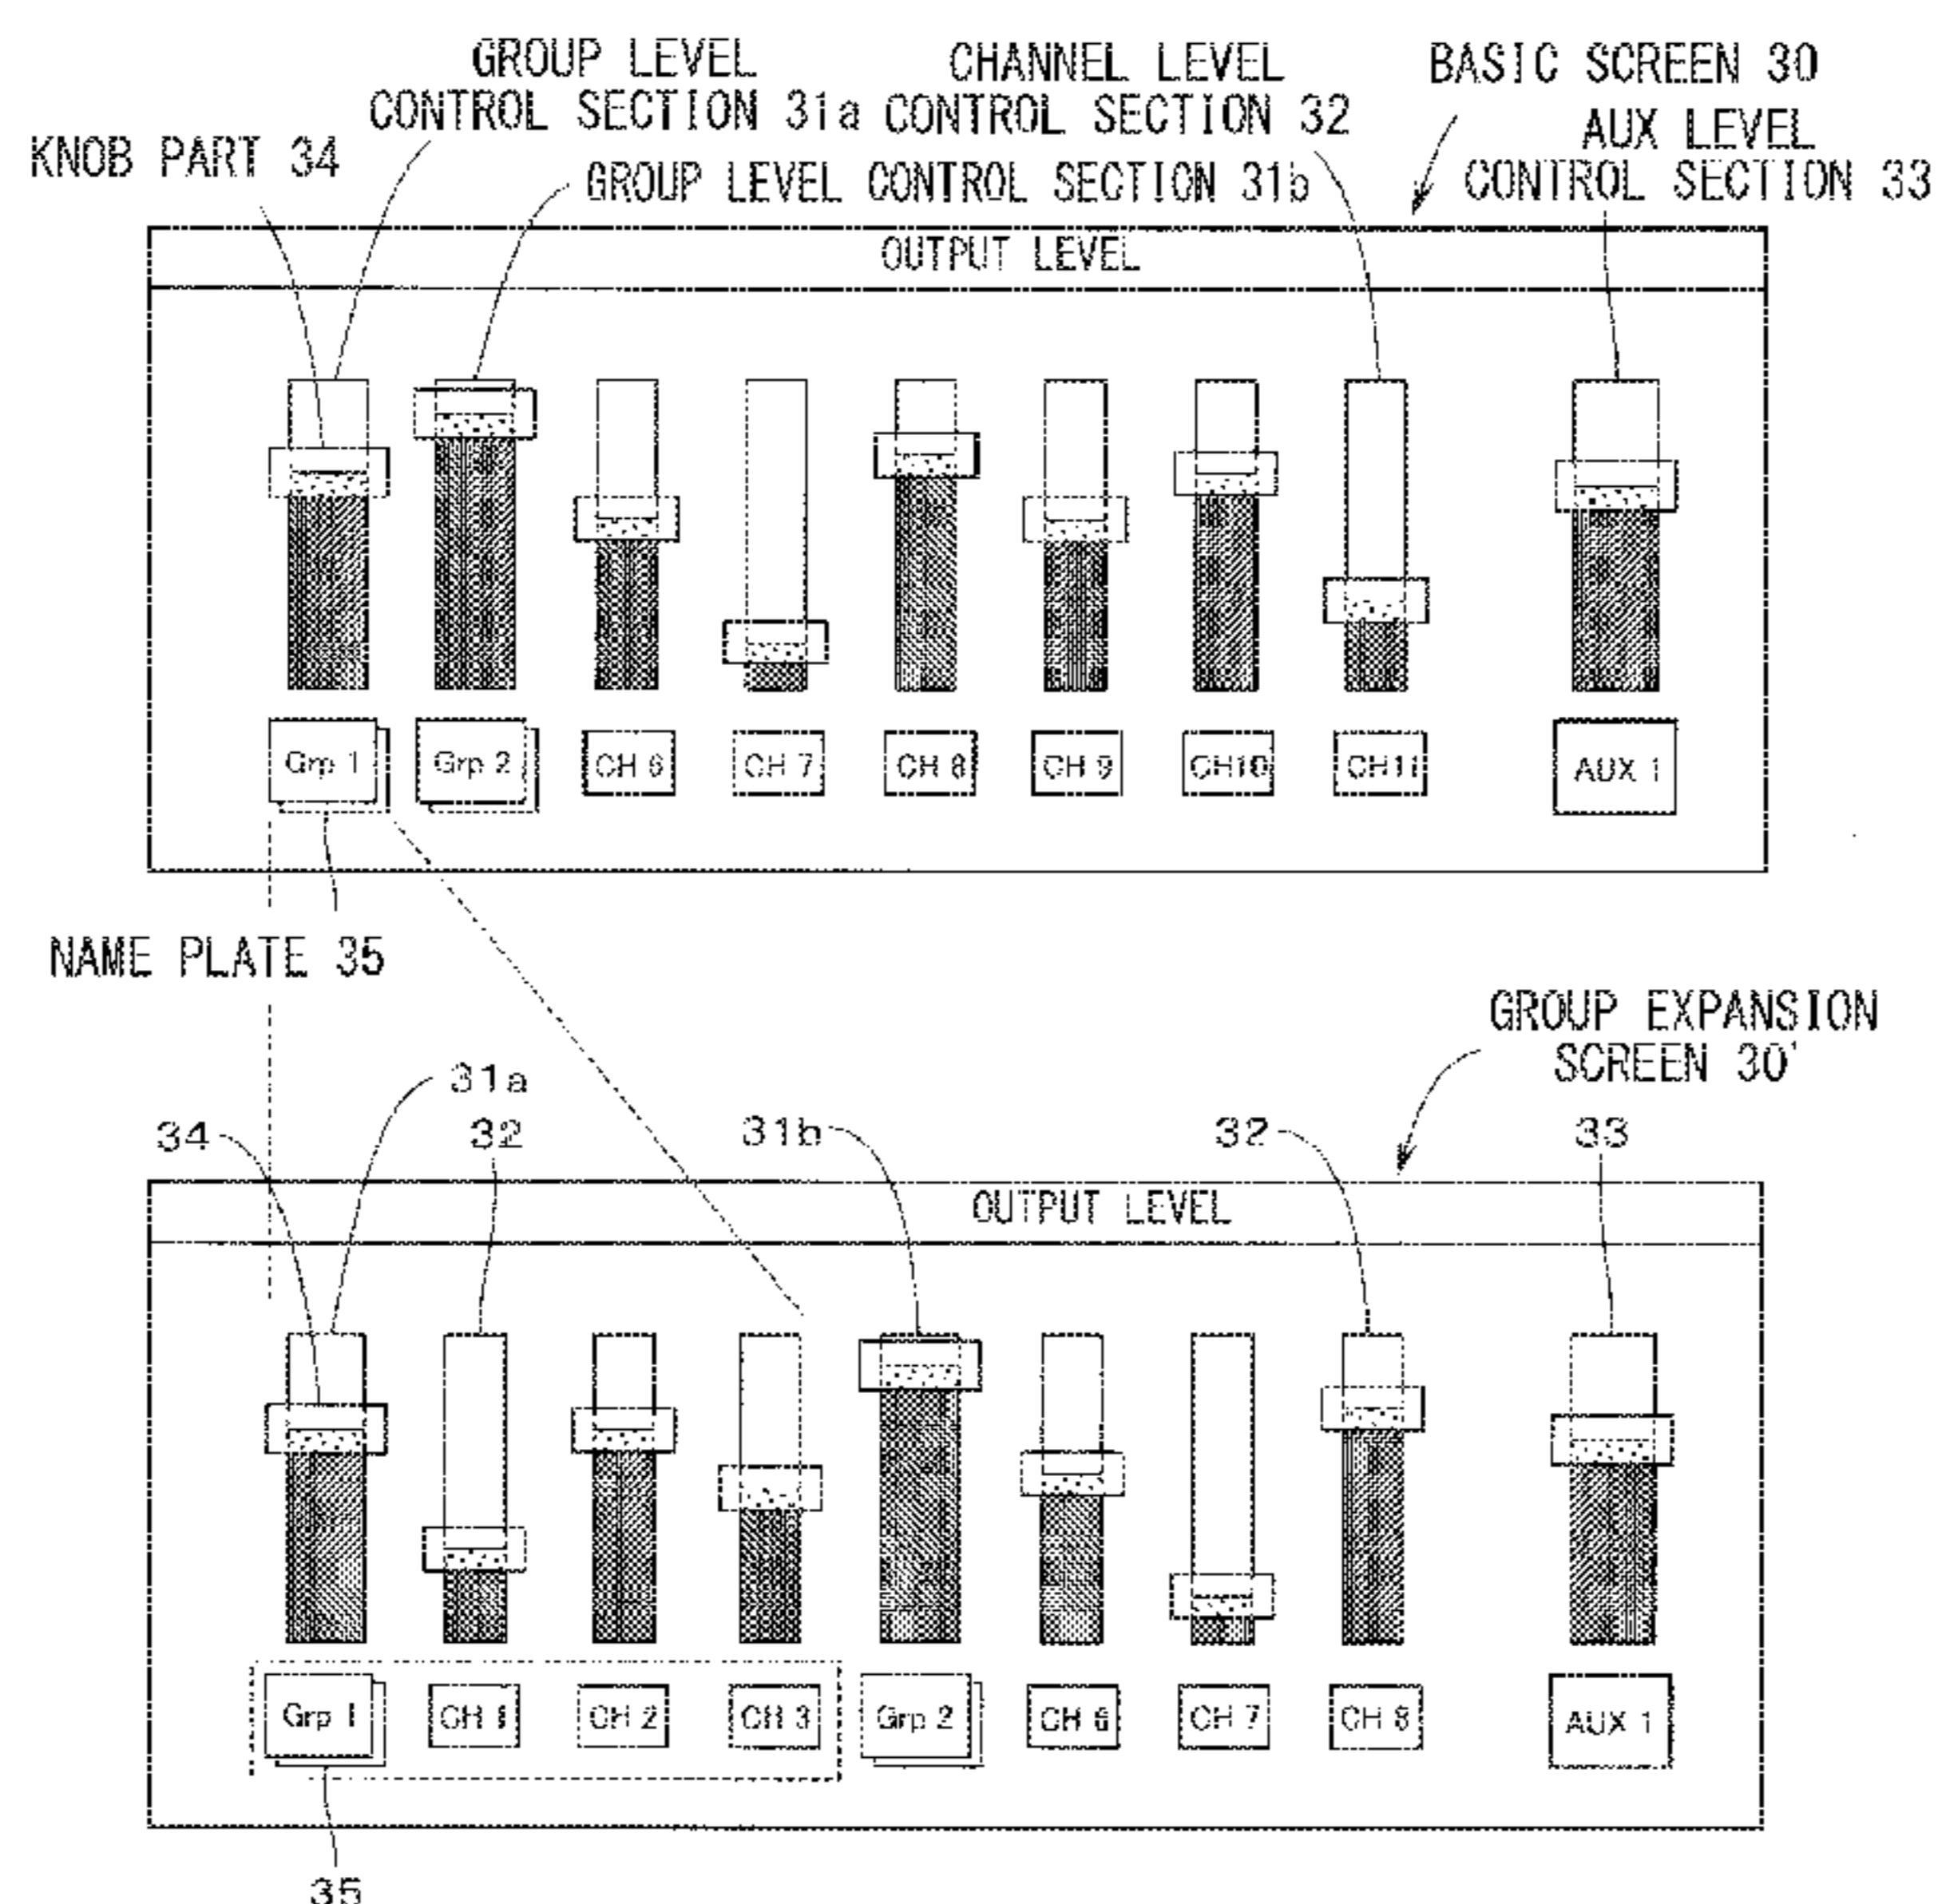 GROUP LEVEL
CONTROL SECTION 31a
CHANNEL LEVEL
CONTROL SECTION 32
BASIC SCREEN 30
AUX LEVEL
CONTROL SECTION 33
KNOB PART 34
GROUP LEVEL CONTROL SECTION 31b
OUTPUT LEVEL
Grp 1
Grp 2
CH 6
CH 7
CH 8
CH 9
CH10
CH11
AUX 1
NAME PLATE 35
GROUP EXPANSION
SCREEN 30'
31a
34
32
31b
32
33
OUTPUT LEVEL
Grp 1
CH 1
CH 2
CH 3
Grp 2
CH 6
CH 7
CH 8
AUX 1
35